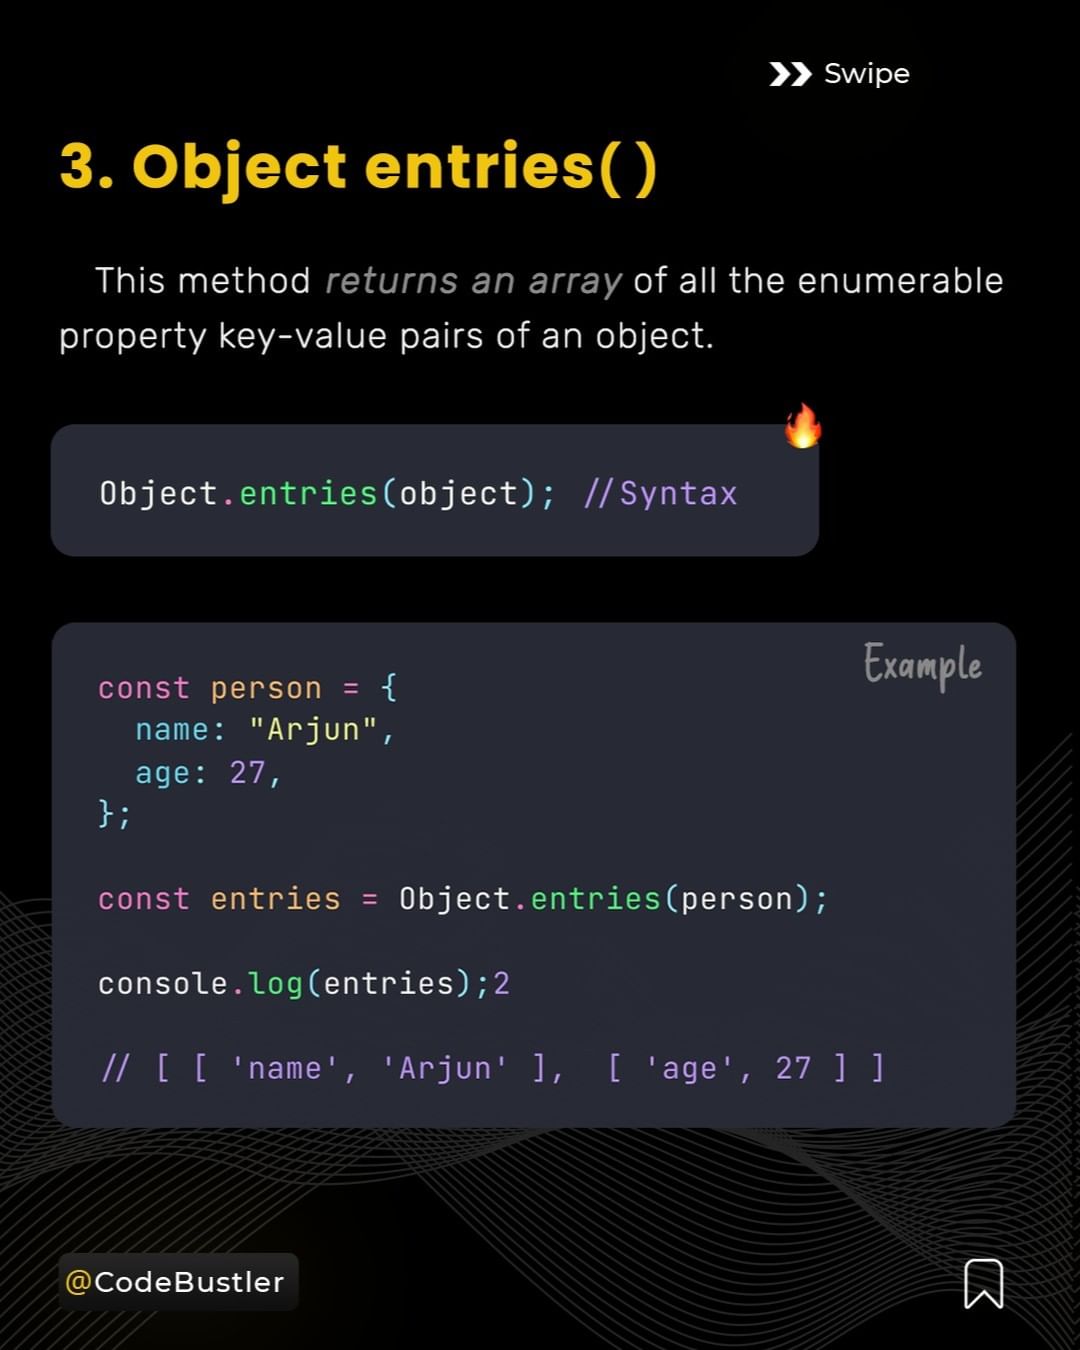 Swipe
3. Object entries( )
This method returns an array of all the enumerable
property key-value pairs of an object.
Object.entries(object); //Syntax
Example
const person = {
  name: "Arjun",
  age: 27,
};
const entries = Object.entries(person);
console.log(entries);2
// [ [ 'name', 'Arjun' ],  [ 'age', 27 ] ]
@CodeBustler